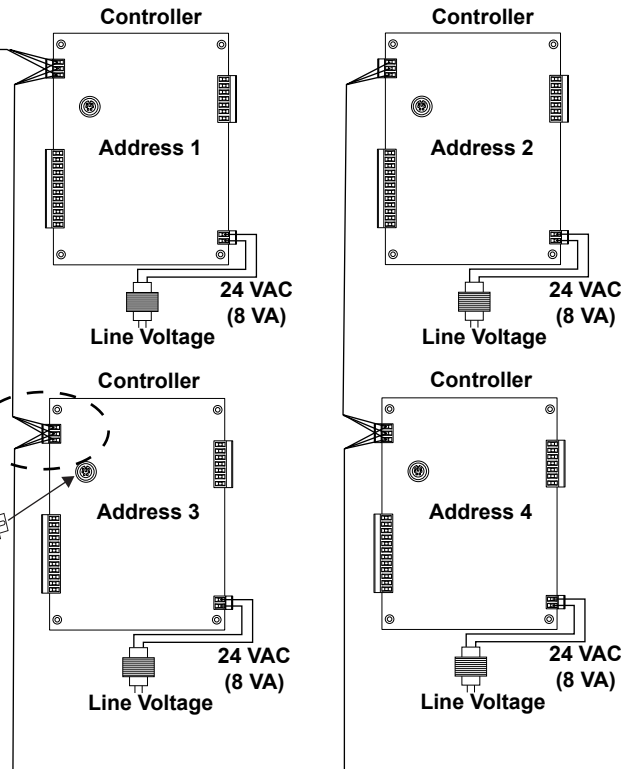 Controller
Address 1
24 VAC
(8 VA)
Line Voltage
Controller
Address 2
24 VAC
(8 VA)
Line Voltage
Controller
Address 3
24 VAC
(8 VA)
Line Voltage
Controller
Address 4
24 VAC
(8 VA)
Line Voltage